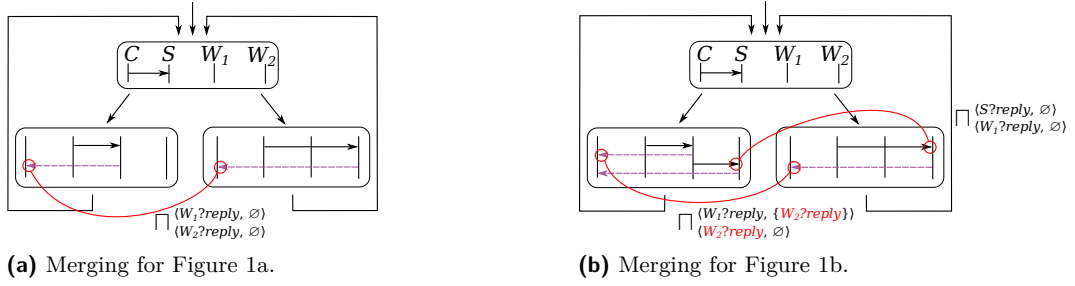 C S W₁ W₂
⊓ ⟨W₁?reply, ∅⟩
⟨W₂?reply, ∅⟩
(a) Merging for Figure 1a.
C S W₁ W₂
⊓ ⟨S?reply, ∅⟩
⟨W₁?reply, ∅⟩
⊓ ⟨W₁?reply, {W₂?reply}⟩
⟨W₂?reply, ∅⟩
(b) Merging for Figure 1b.